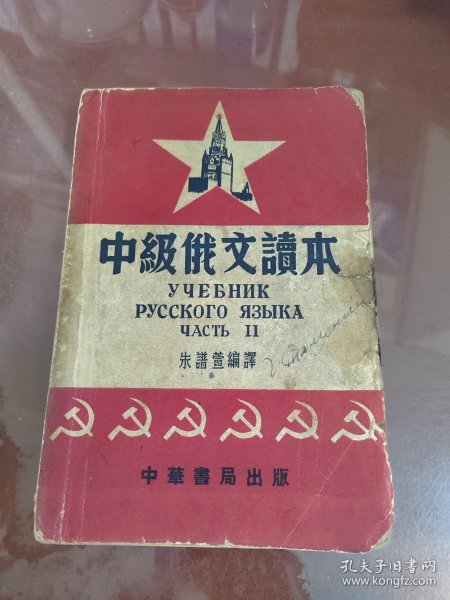 中級俄文讀本
УЧЕБНИК
РУССКОГО ЯЗЫКА
ЧАСТЬ II
朱譜萱編譯
中華書局出版
孔夫子旧书网
www.kongfz.com